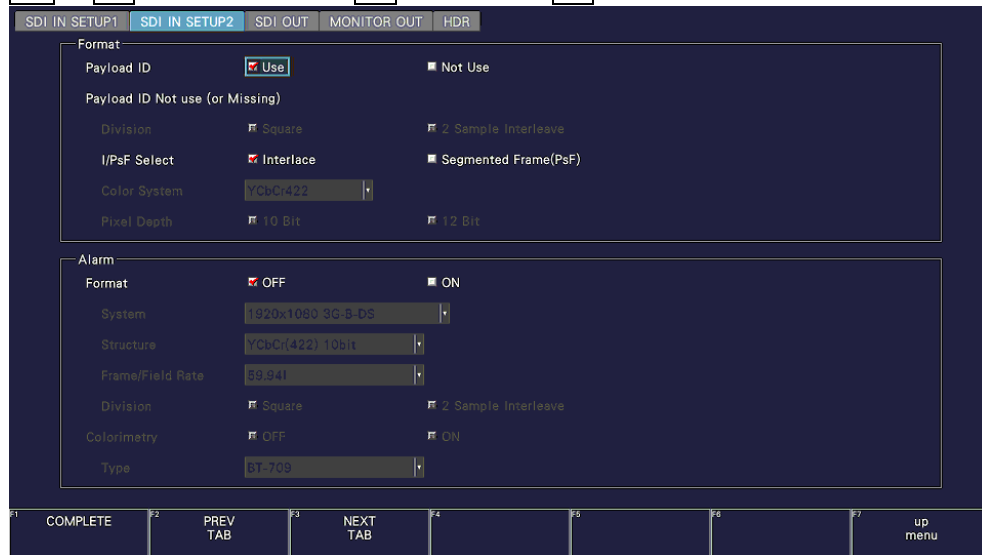 SDI IN SETUP1 SDI IN SETUP2 SDI OUT MONITOR OUT HDR
Format
Payload ID Use Not Use
Payload ID Not use (or Missing)
Division Square 2 Sample Interleave
I/PsF Select Interlace Segmented Frame(PsF)
Color System YCbCr422
Pixel Depth 10 Bit 12 Bit
Alarm
Format OFF ON
System 1920x1080 3G-B-DS
Structure YCbCr(422) 10bit
Frame/Field Rate 59.94I
Division Square 2 Sample Interleave
Colorimetry OFF ON
Type BT-709
F1 COMPLETE F2 PREV TAB F3 NEXT TAB F4 F5 F6 F7 up menu